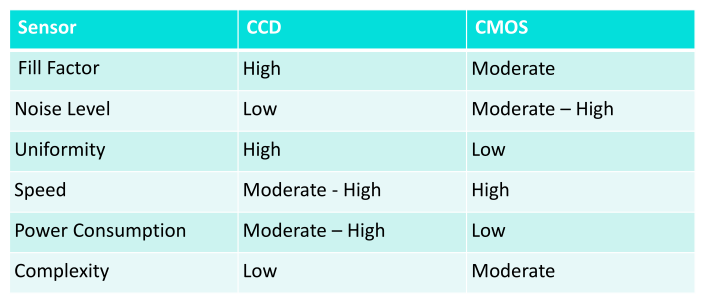 Sensor CCD CMOS
Fill Factor High Moderate
Noise Level Low Moderate – High
Uniformity High Low
Speed Moderate - High High
Power Consumption Moderate – High Low
Complexity Low Moderate